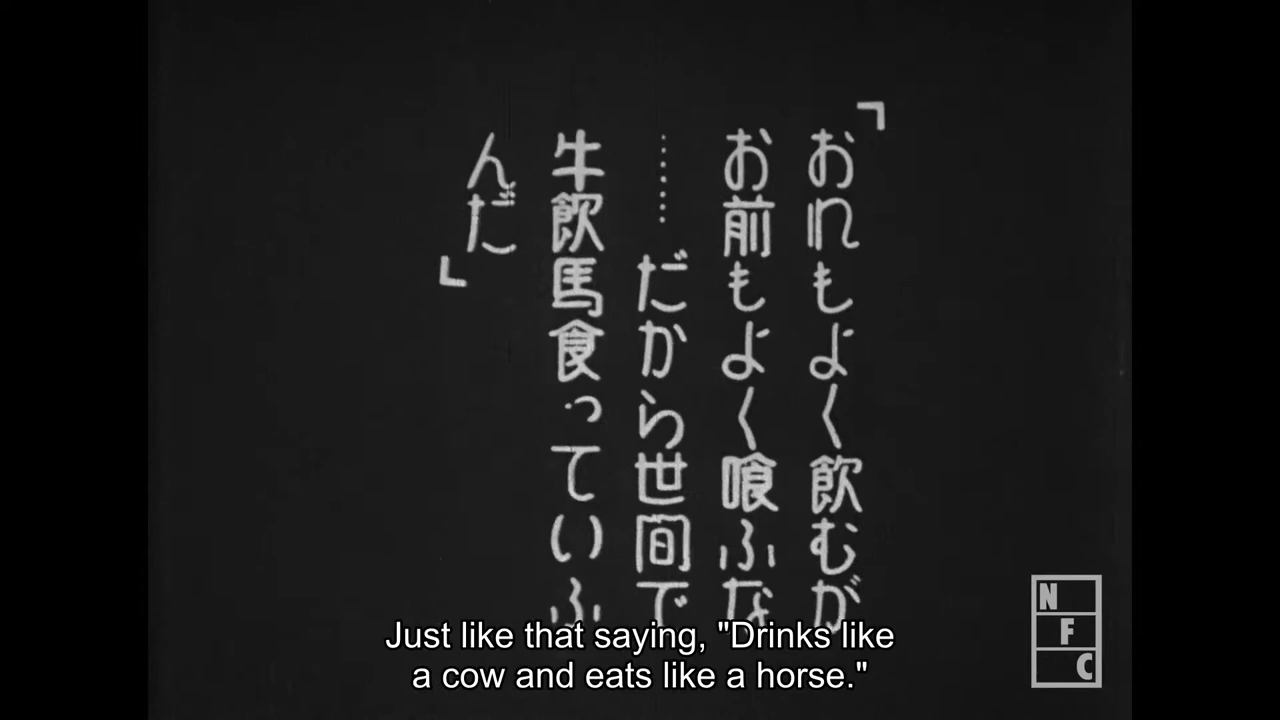 「おれもよく飲むが
お前もよく喰ふな
……だから世間で
牛飲馬食っていふ
んだ」
Just like that saying, "Drinks like
a cow and eats like a horse."
N
F
C